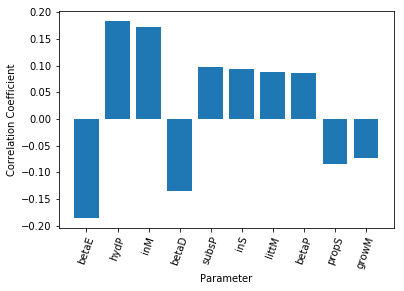 0.20
0.15
0.10
0.05
0.00
−0.05
−0.10
−0.15
−0.20
Correlation Coefficient
betaE
hydP
inM
betaD
subsP
inS
littM
betaP
propS
growM
Parameter